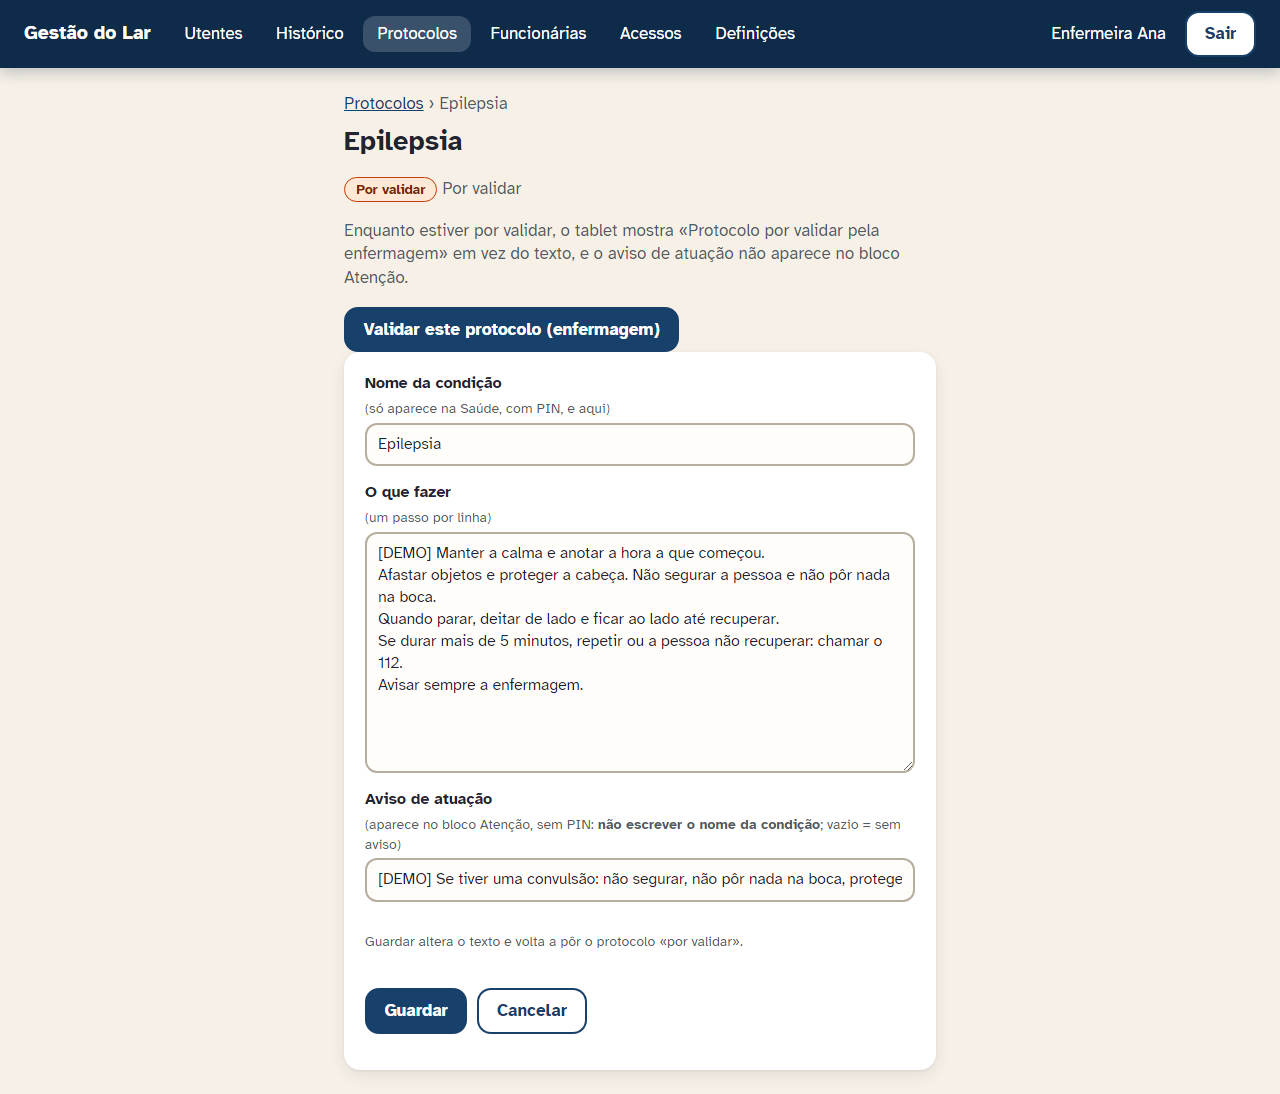 Gestão do Lar
Utentes
Histórico
Protocolos
Funcionárias
Acessos
Definições
Enfermeira Ana
Sair
Protocolos › Epilepsia
Epilepsia
Por validar Por validar
Enquanto estiver por validar, o tablet mostra «Protocolo por validar pela
enfermagem» em vez do texto, e o aviso de atuação não aparece no bloco
Atenção.
Validar este protocolo (enfermagem)
Nome da condição
(só aparece na Saúde, com PIN, e aqui)
Epilepsia
O que fazer
(um passo por linha)
[DEMO] Manter a calma e anotar a hora a que começou.
Afastar objetos e proteger a cabeça. Não segurar a pessoa e não pôr nada
na boca.
Quando parar, deitar de lado e ficar ao lado até recuperar.
Se durar mais de 5 minutos, repetir ou a pessoa não recuperar: chamar o
112.
Avisar sempre a enfermagem.
Aviso de atuação
(aparece no bloco Atenção, sem PIN: não escrever o nome da condição; vazio = sem
aviso)
[DEMO] Se tiver uma convulsão: não segurar, não pôr nada na boca, protege
Guardar altera o texto e volta a pôr o protocolo «por validar».
Guardar
Cancelar